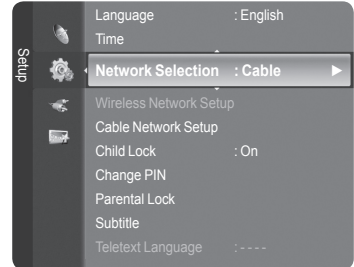 Setup
Language : English
Time
Network Selection : Cable ►
Wireless Network Setup
Cable Network Setup
Child Lock : On
Change PIN
Parental Lock
Subtitle
Teletext Language : - - - -